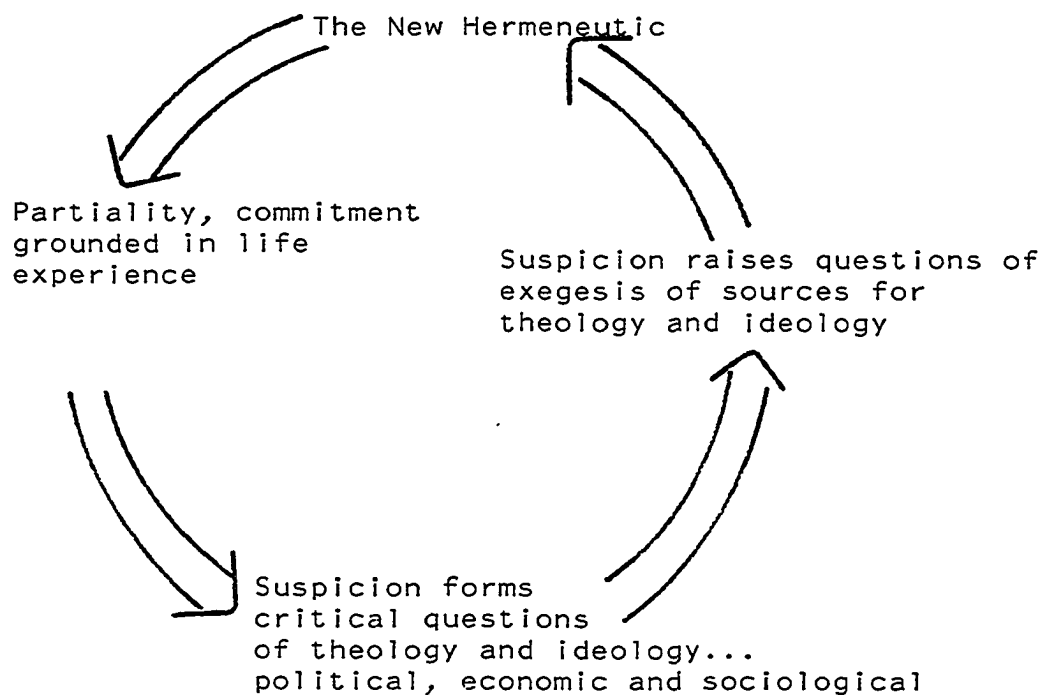 The New Hermeneutic
Partiality, commitment
grounded in life
experience
Suspicion raises questions of
exegesis of sources for
theology and ideology
Suspicion forms
critical questions
of theology and ideology...
political, economic and sociological